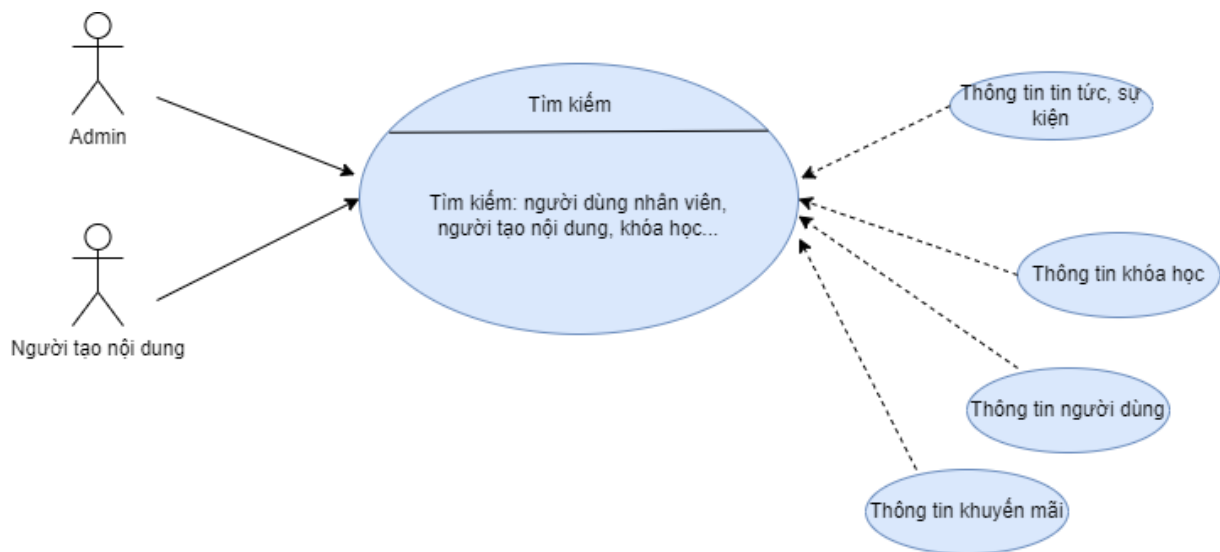 Admin
Người tạo nội dung
Tìm kiếm
Tìm kiếm: người dùng nhân viên,
người tạo nội dung, khóa học...
Thông tin tin tức, sự
kiện
Thông tin khóa học
Thông tin người dùng
Thông tin khuyến mãi